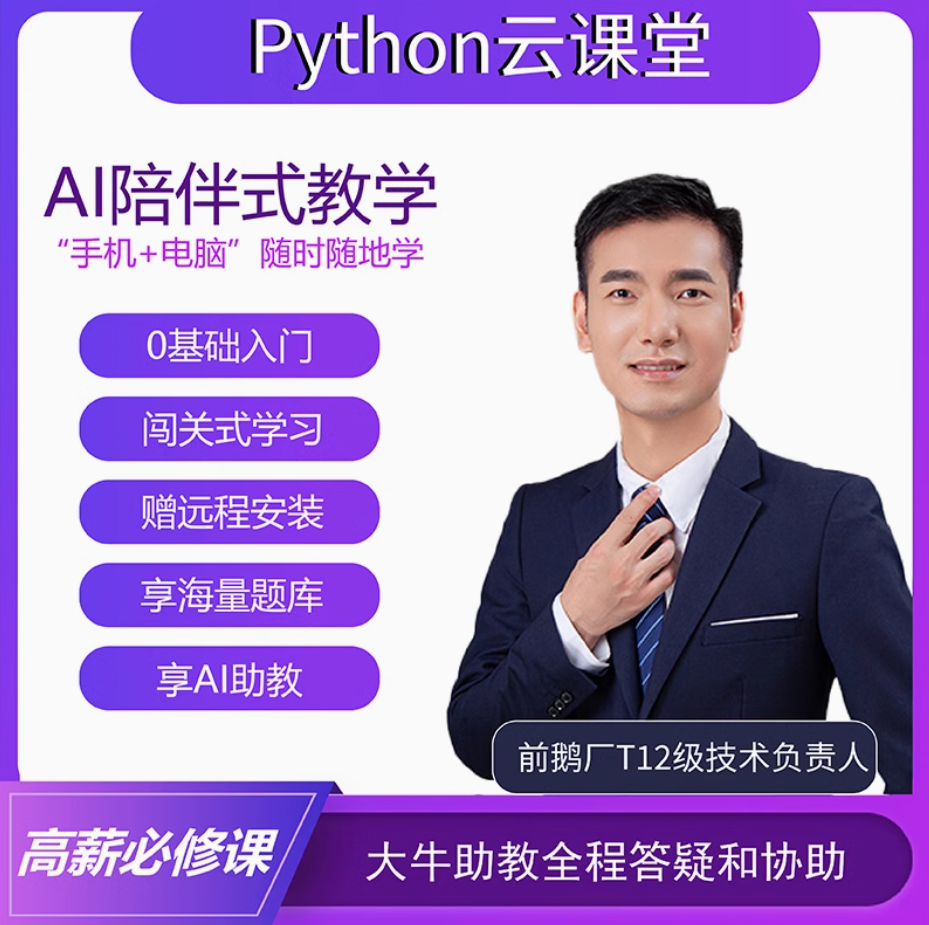 Python云课堂
AI陪伴式教学
“手机+电脑” 随时随地学
0基础入门
闯关式学习
赠远程安装
享海量题库
享AI助教
前鹅厂T12级技术负责人
高薪必修课
大牛助教全程答疑和协助